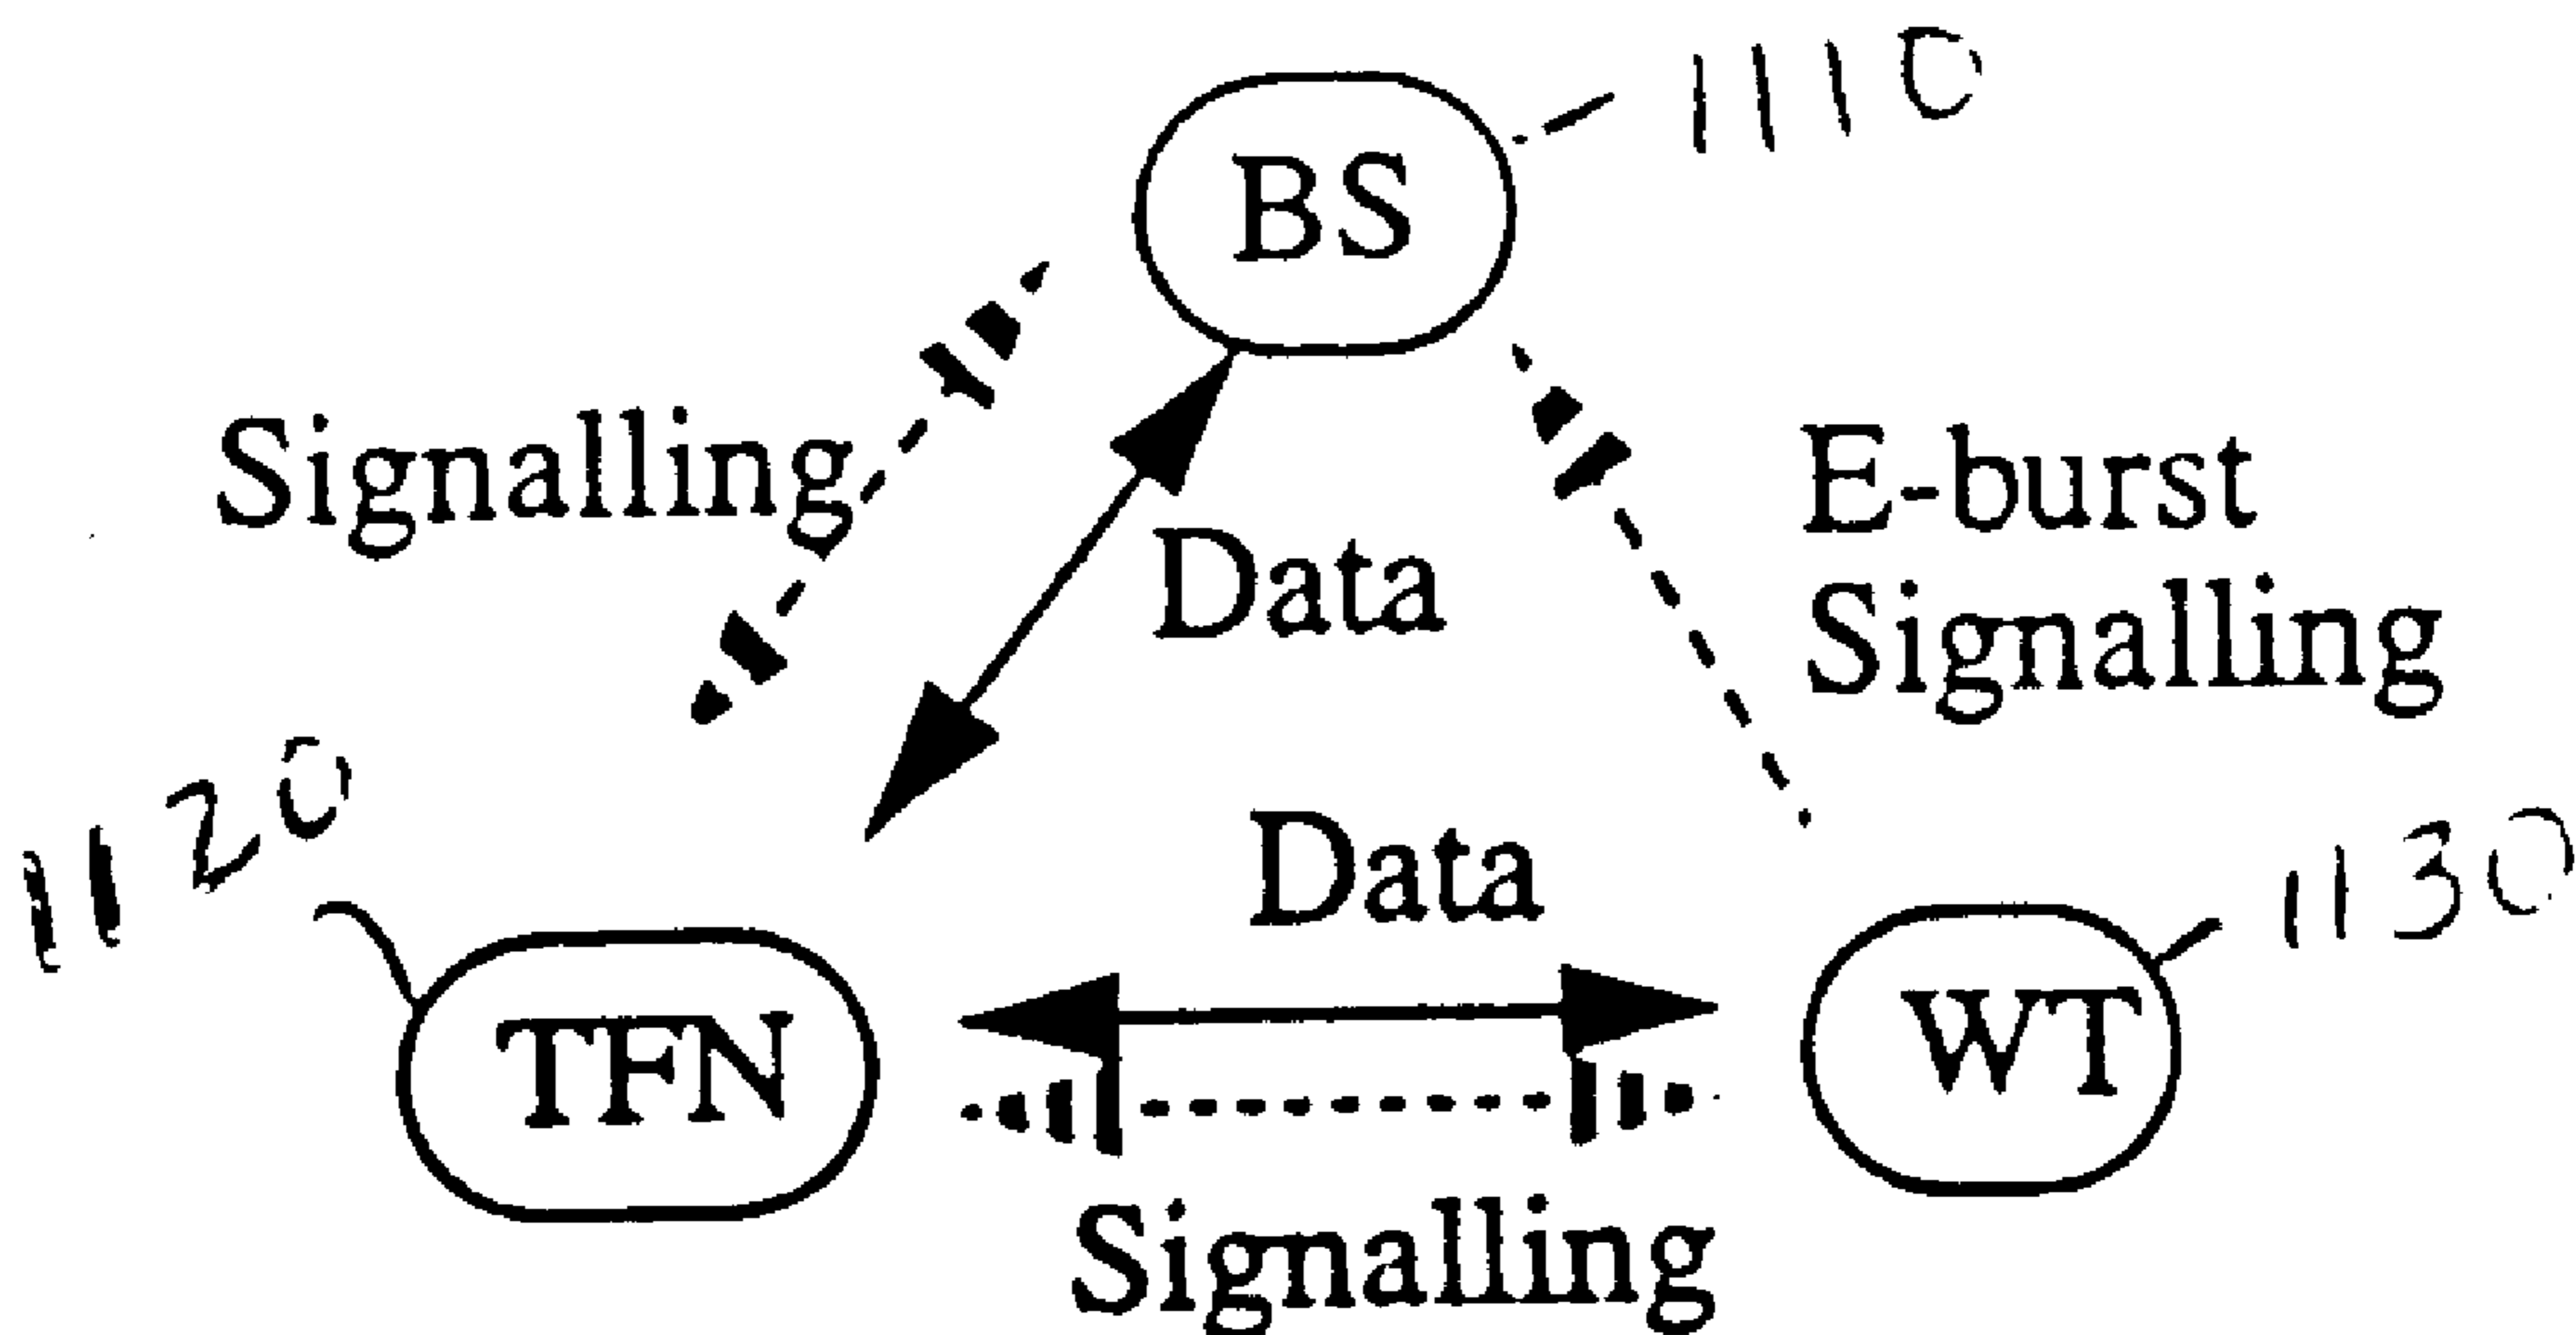 BS
1110
Signalling
Data
E-burst
Signalling
1120
Data
1130
TFN
WT
Signalling